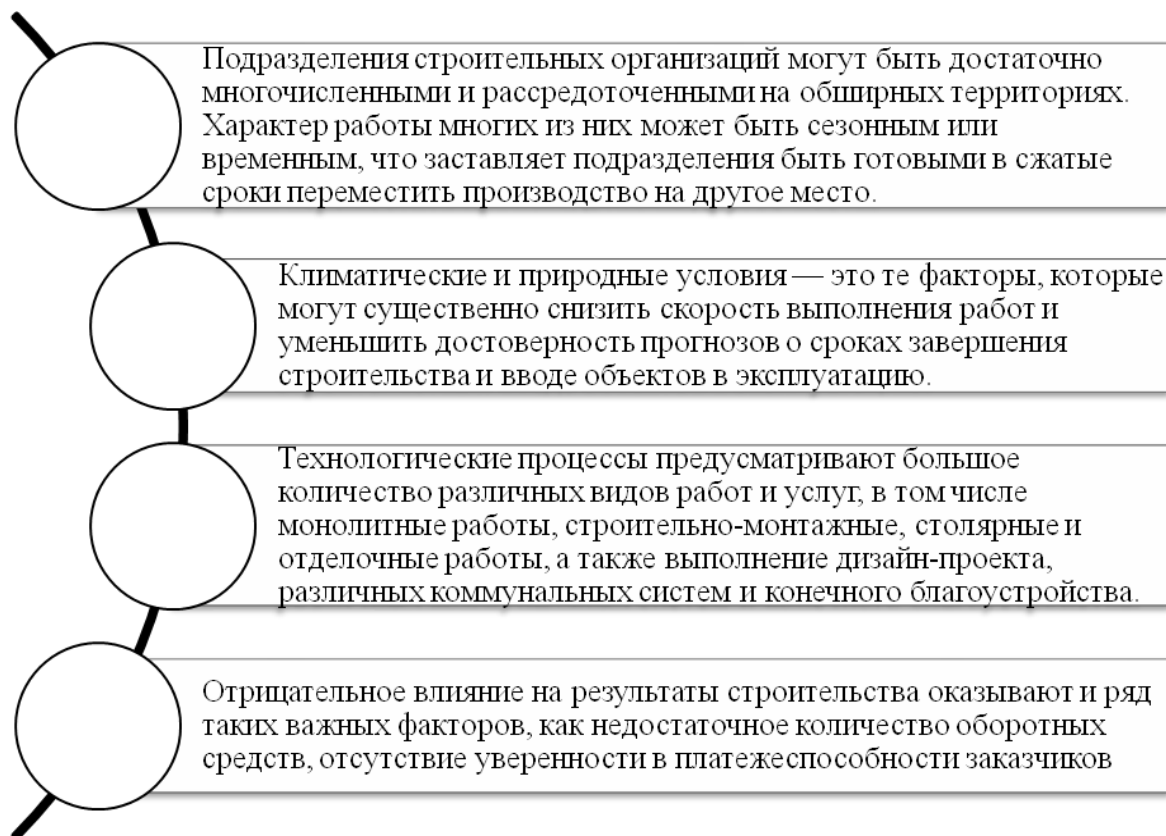 Подразделения строительных организаций могут быть достаточно
многочисленными и рассредоточенными на обширных территориях.
Характер работы многих из них может быть сезонным или
временным, что заставляет подразделения быть готовыми в сжатые
сроки переместить производство на другое место.
Климатические и природные условия — это те факторы, которые
могут существенно снизить скорость выполнения работ и
уменьшить достоверность прогнозов о сроках завершения
строительства и вводе объектов в эксплуатацию.
Технологические процессы предусматривают большое
количество различных видов работ и услуг, в том числе
монолитные работы, строительно-монтажные, столярные и
отделочные работы, а также выполнение дизайн-проекта,
различных коммунальных систем и конечного благоустройства.
Отрицательное влияние на результаты строительства оказывают и ряд
таких важных факторов, как недостаточное количество оборотных
средств, отсутствие уверенности в платежеспособности заказчиков